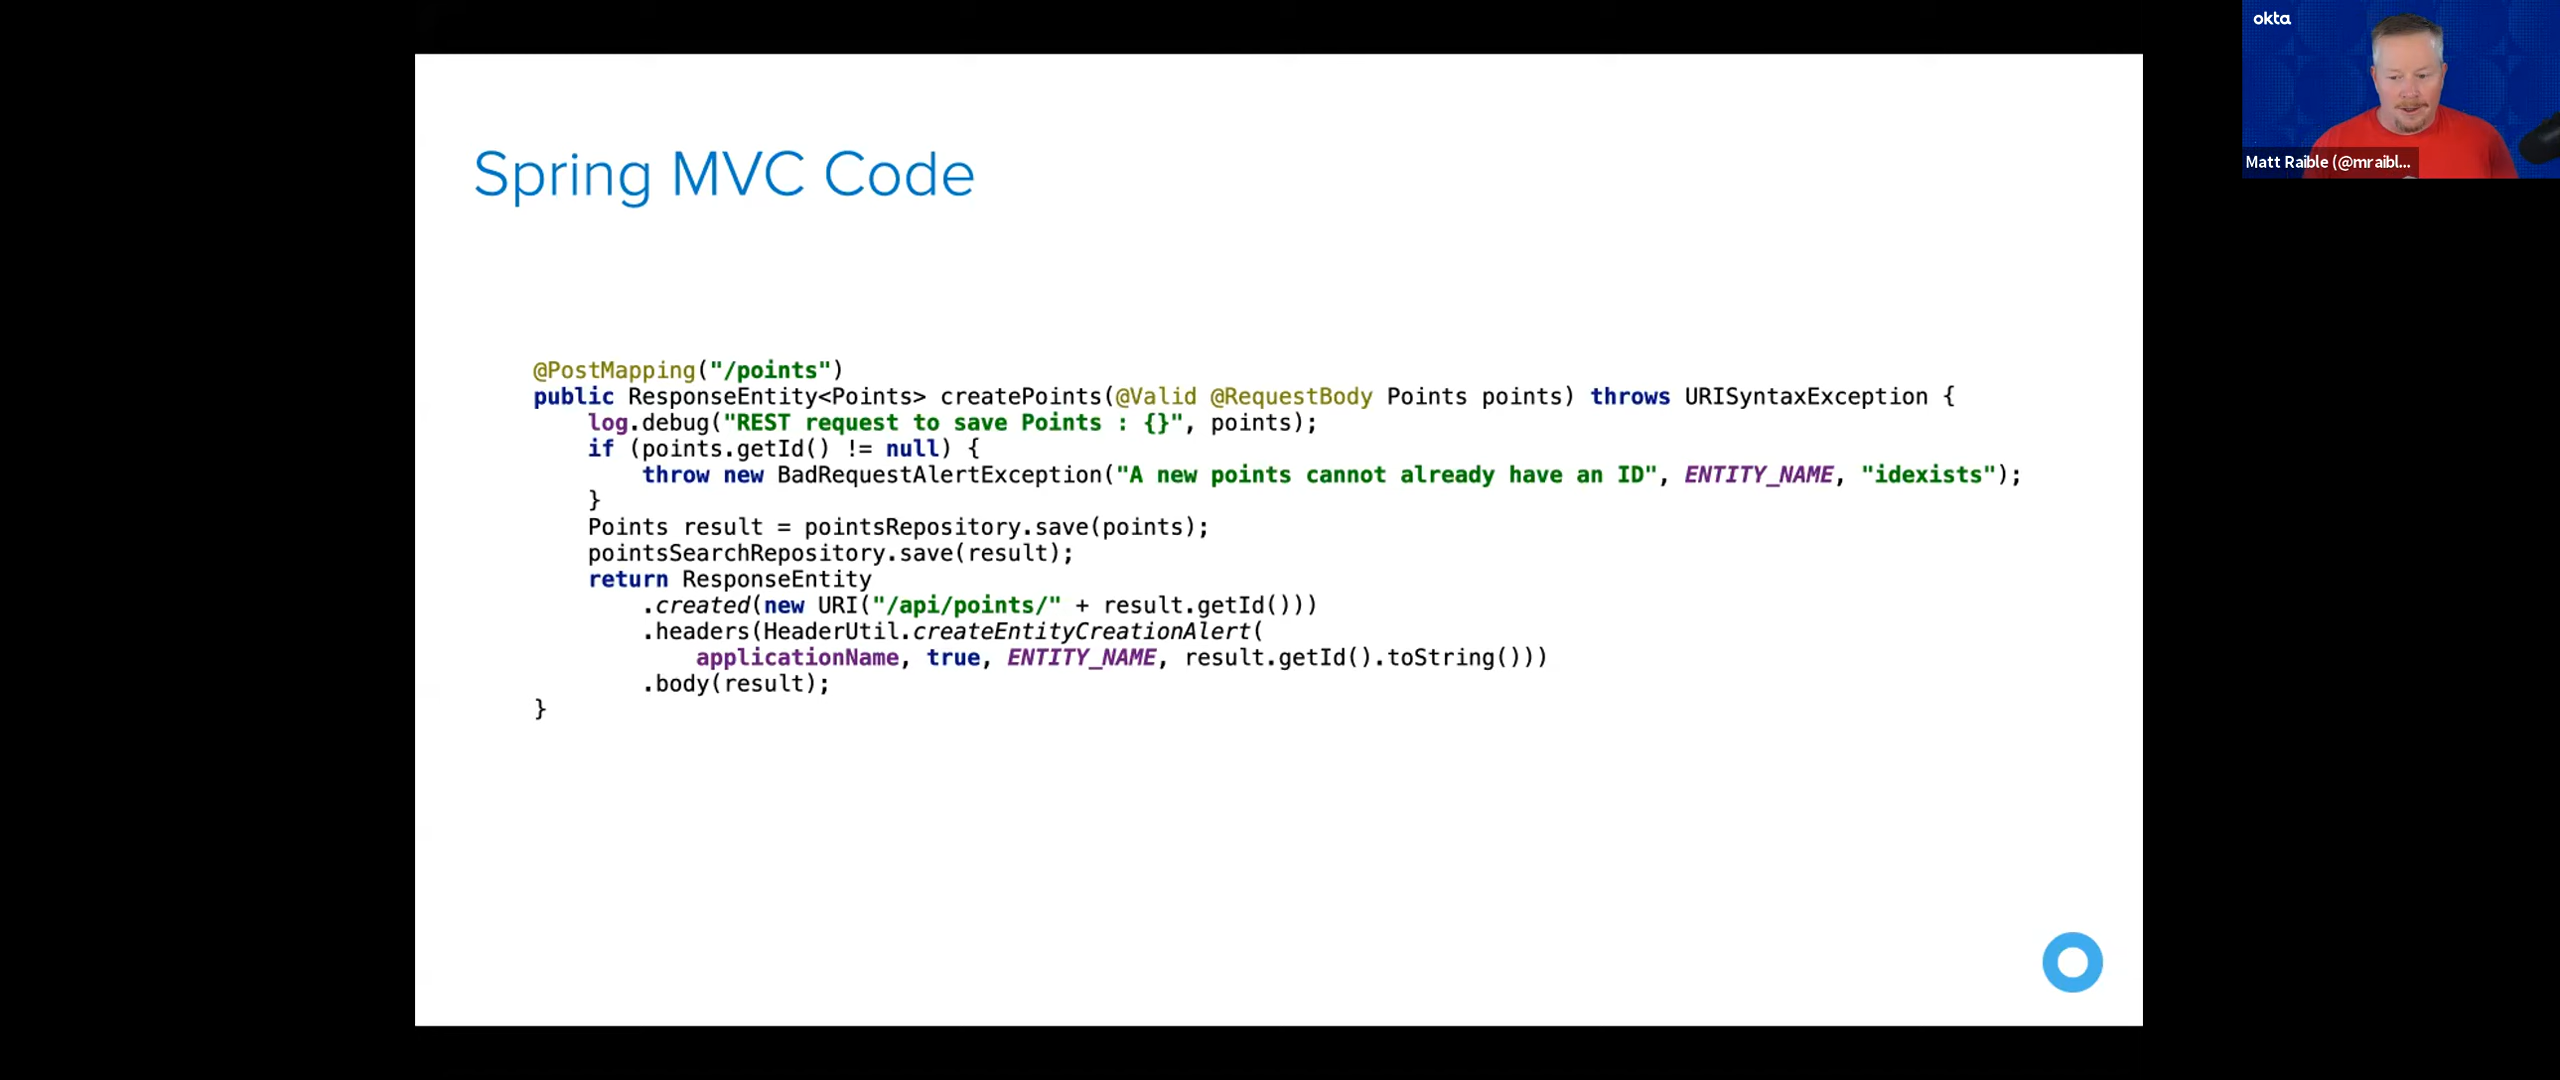 okta
Matt Raible (@mraibl...
Spring MVC Code
@PostMapping("/points")
public ResponseEntity<Points> createPoints(@Valid @RequestBody Points points) throws URISyntaxException {
    log.debug("REST request to save Points : {}", points);
    if (points.getId() != null) {
        throw new BadRequestAlertException("A new points cannot already have an ID", ENTITY_NAME, "idexists");
    }
    Points result = pointsRepository.save(points);
    pointsSearchRepository.save(result);
    return ResponseEntity
        .created(new URI("/api/points/" + result.getId()))
        .headers(HeaderUtil.createEntityCreationAlert(
            applicationName, true, ENTITY_NAME, result.getId().toString()))
        .body(result);
}